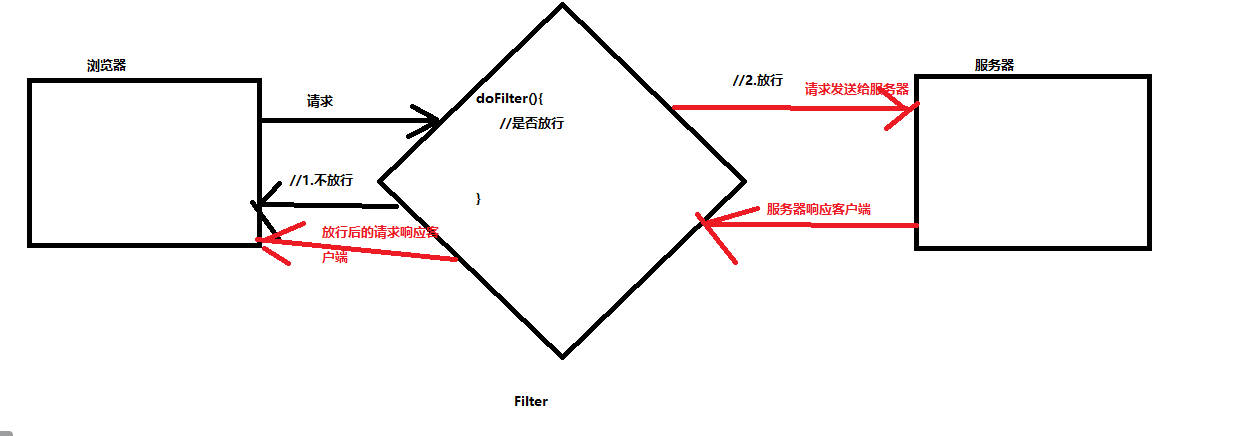 浏览器
服务器
//2.放行
请求发送给服务器
请求
doFilter(){
//是否放行
//1.不放行
}
服务器响应客户端
放行后的请求响应客
户端
Filter